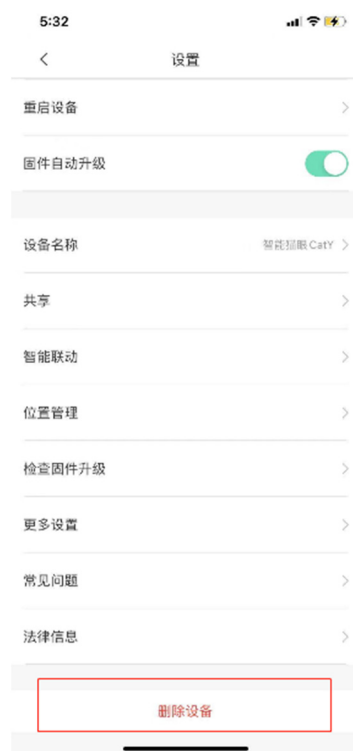 5:32
设置
重启设备
固件自动升级
设备名称 智能猫眼CatY
共享
智能联动
位置管理
检查固件升级
更多设置
常见问题
法律信息
删除设备